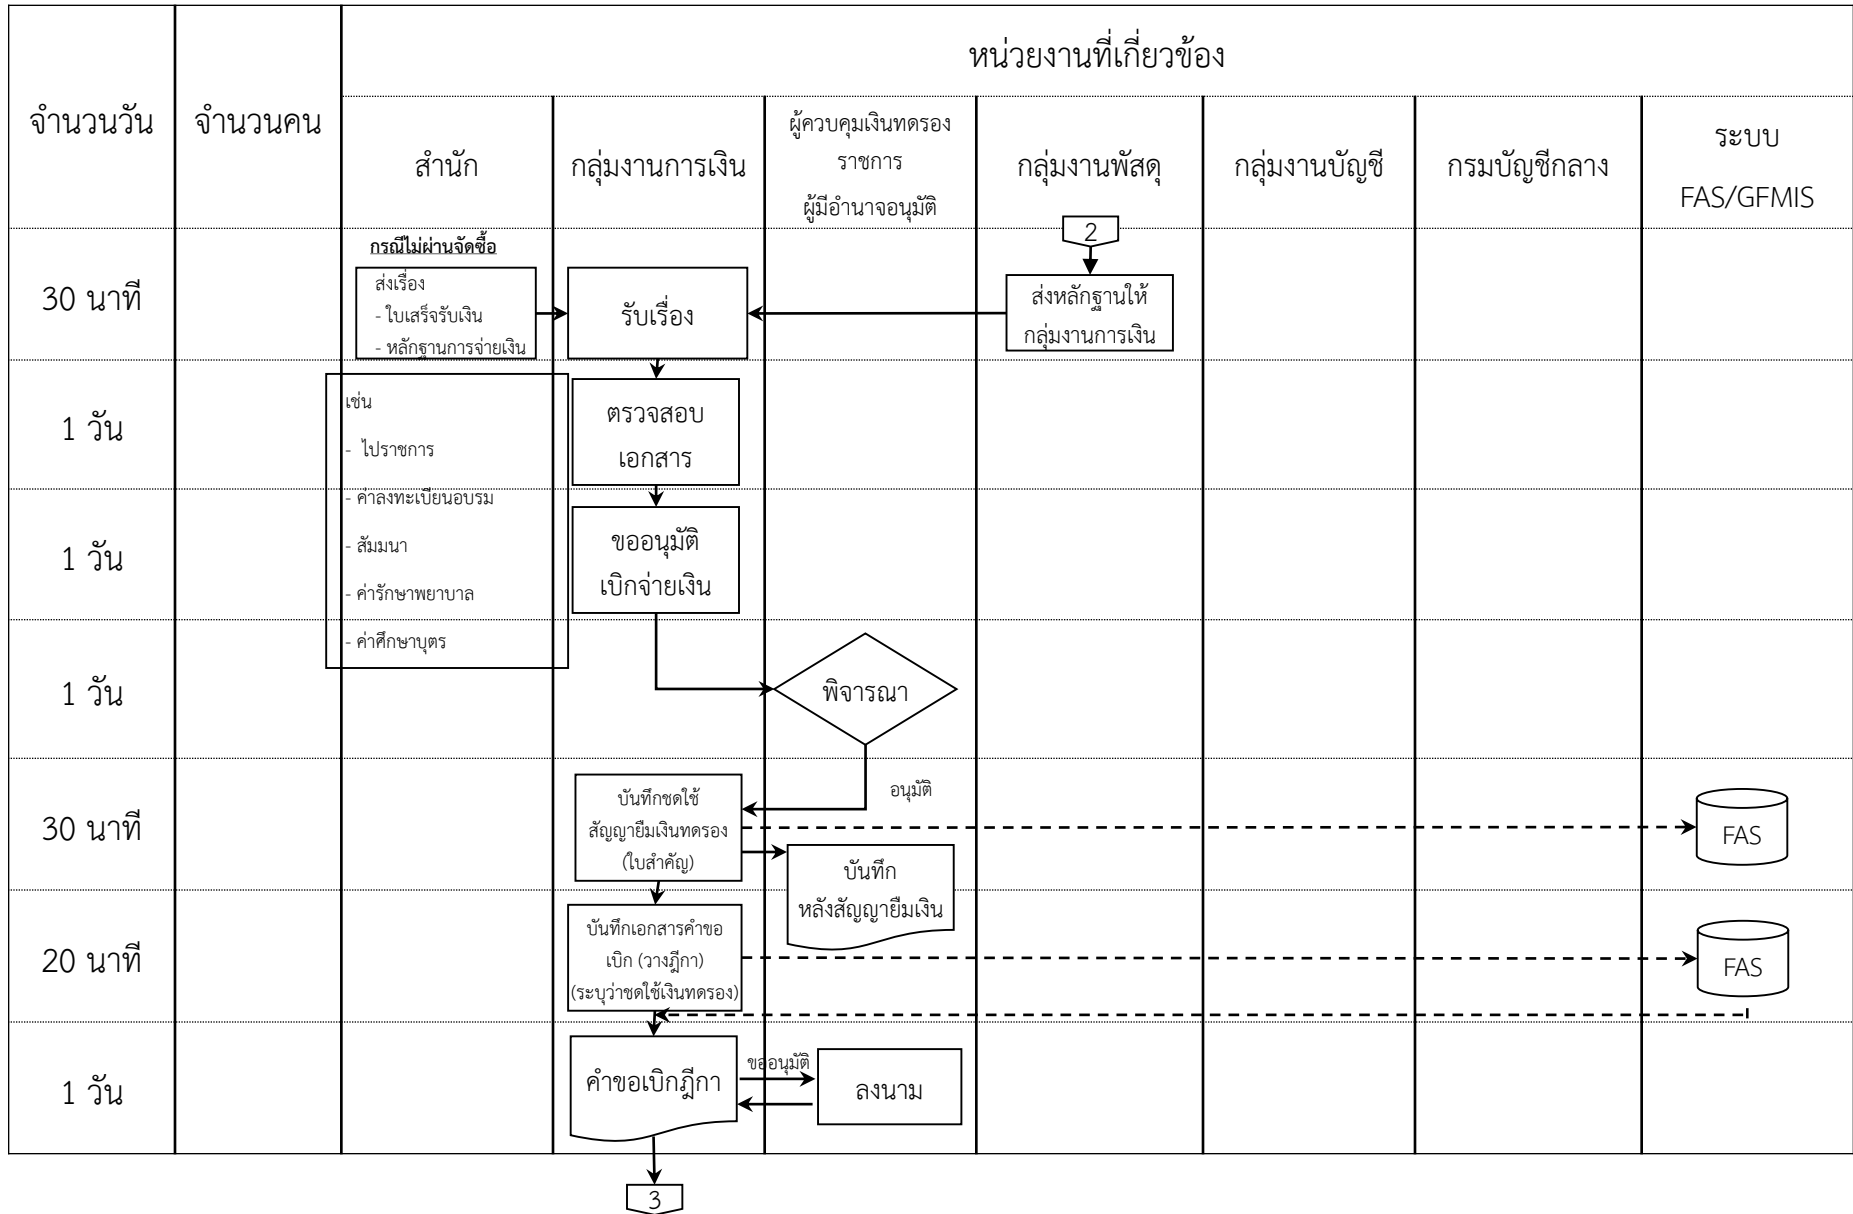 หน่วยงานที่เกี่ยวข้อง
จำนวนวัน
จำนวนคน
สำนัก
กลุ่มงานการเงิน
ผู้ควบคุมเงินทดรอง
ราชการ
ผู้มีอำนาจอนุมัติ
กลุ่มงานพัสดุ
กลุ่มงานบัญชี
กรมบัญชีกลาง
ระบบ
FAS/GFMIS
2
กรณีไม่ผ่านจัดซื้อ
30 นาที
ส่งเรื่อง
- ใบเสร็จรับเงิน
- หลักฐานการจ่ายเงิน
รับเรื่อง
ส่งหลักฐานให้
กลุ่มงานการเงิน
1 วัน
เช่น
- ไปราชการ
- ค่าลงทะเบียนอบรม
- สัมมนา
- ค่ารักษาพยาบาล
- ค่าศึกษาบุตร
ตรวจสอบ
เอกสาร
1 วัน
ขออนุมัติ
เบิกจ่ายเงิน
1 วัน
พิจารณา
อนุมัติ
30 นาที
บันทึกชดใช้
สัญญายืมเงินทดรอง
(ใบสำคัญ)
FAS
บันทึก
หลังสัญญายืมเงิน
20 นาที
บันทึกเอกสารคำขอ
เบิก (วางฎีกา)
(ระบุว่าชดใช้เงินทดรอง)
FAS
1 วัน
คำขอเบิกฎีกา
ขออนุมัติ
ลงนาม
3